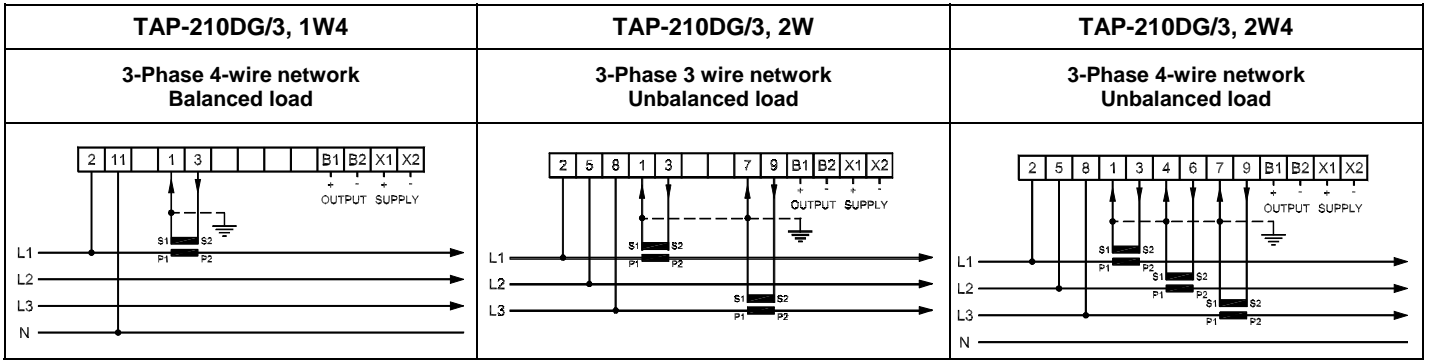 TAP-210DG/3, 1W4
3-Phase 4-wire network
Balanced load
2 11 1 3 B1 B2 X1 X2
+ - + -
OUTPUT SUPPLY
S1 S2
L1 P1 P2
L2
L3
N
TAP-210DG/3, 2W
3-Phase 3 wire network
Unbalanced load
2 5 8 1 3 7 9 B1 B2 X1 X2
+ - + -
OUTPUT SUPPLY
S1 S2
L1 P1 P2
L2
S1 S2
L3 P1 P2
TAP-210DG/3, 2W4
3-Phase 4-wire network
Unbalanced load
2 5 8 1 3 4 6 7 9 B1 B2 X1 X2
+ - + -
OUTPUT SUPPLY
S1 S2
L1 P1 P2
S1 S2
L2 P1 P2
S1 S2
L3 P1 P2
N